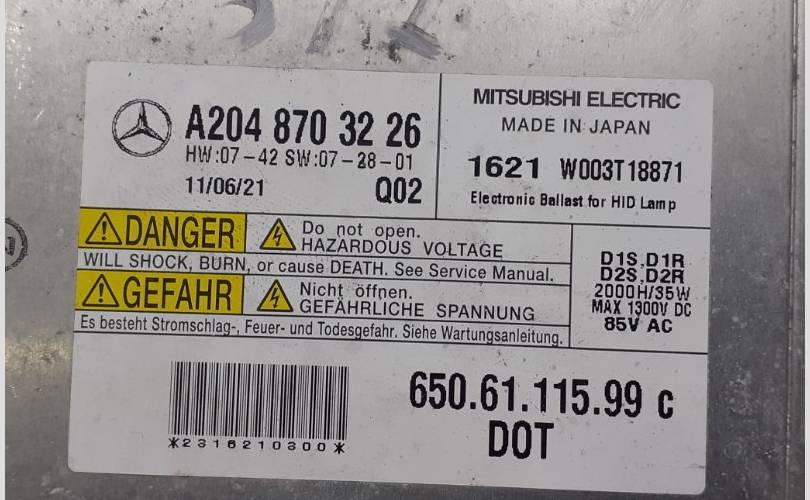 A204 870 3226
HW:07-42 SW:07-28-01
11/06/21 Q02
MITSUBISHI ELECTRIC
MADE IN JAPAN
1621 W003T18871
Electronic Ballast for HID Lamp
DANGER
Do not open.
HAZARDOUS VOLTAGE
WILL SHOCK, BURN, or cause DEATH. See Service Manual.
GEFAHR
Nicht öffnen.
GEFÄHRLICHE SPANNUNG
Es besteht Stromschlag-, Feuer- und Todesgefahr. Siehe Wartungsanleitung.
D1S.D1R
D2S.D2R
2000H/35W
MAX 1300V DC
85V AC
*2316210300*
650.61.115.99 c
DOT